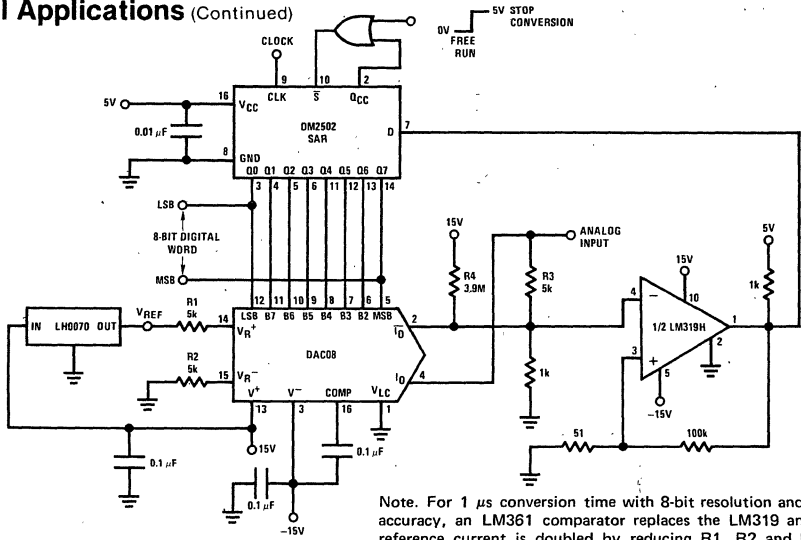 l Applications (Continued)
5V STOP
CONVERSION
0V
FREE
RUN
CLOCK
9
10
2
CLK
S̅
QCC
16
VCC
5V
0.01 µF
DM2502
SAR
D
7
8
GND
Q0 Q1 Q2 Q3 Q4 Q5 Q6 Q7
3 4 5 6 11 12 13 14
LSB
8-BIT DIGITAL
WORD
MSB
15V
ANALOG
INPUT
5V
R4
3.9M
R3
5k
15V
1k
12 11 10 9 8 7 6 5
LSB B7 B6 B5 B4 B3 B2 MSB
IN LH0070 OUT
VREF
R1
5k
14
VR+
I̅O̅
2
4
10
1/2 LM319H
1
−
+
2
3
5
DAC08
R2
5k
15
VR−
IO
4
1k
V+
V−
COMP
VLC
13
3
16
1
−15V
15V
0.1 µF
0.1 µF
0.1 µF
−15V
51
100k
Note. For 1 µs conversion time with 8-bit resolution and
accuracy, an LM361 comparator replaces the LM319 an
reference current is doubled by reducing R1, R2 and